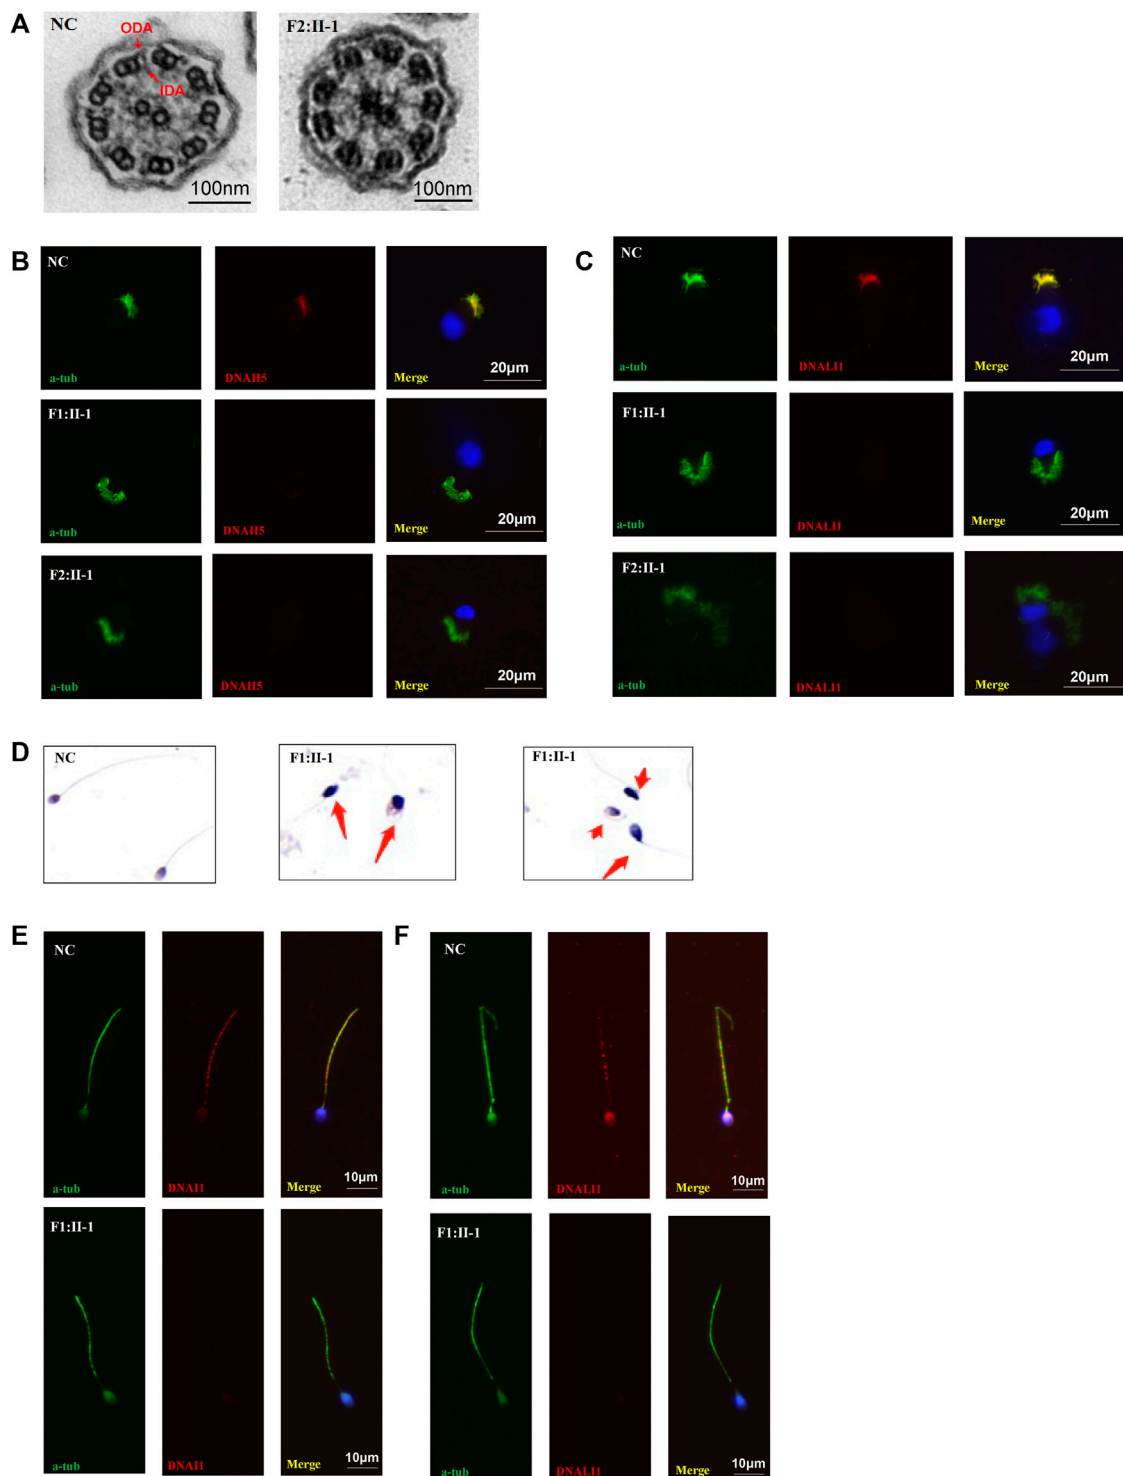 A
NC
ODA
IDA
100nm
F2:II-1
100nm
B
NC
a-tub
DNAH5
Merge
20µm
F1:II-1
a-tub
DNAH5
Merge
20µm
F2:II-1
a-tub
DNAH5
Merge
20µm
C
NC
a-tub
DNALI1
Merge
20µm
F1:II-1
a-tub
DNALI1
Merge
20µm
F2:II-1
a-tub
DNALI1
Merge
20µm
D
NC
F1:II-1
F1:II-1
E
NC
a-tub
DNAI1
Merge
10µm
F1:II-1
a-tub
DNAI1
Merge
10µm
F
NC
a-tub
DNALI1
Merge
10µm
F1:II-1
a-tub
DNALI1
Merge
10µm